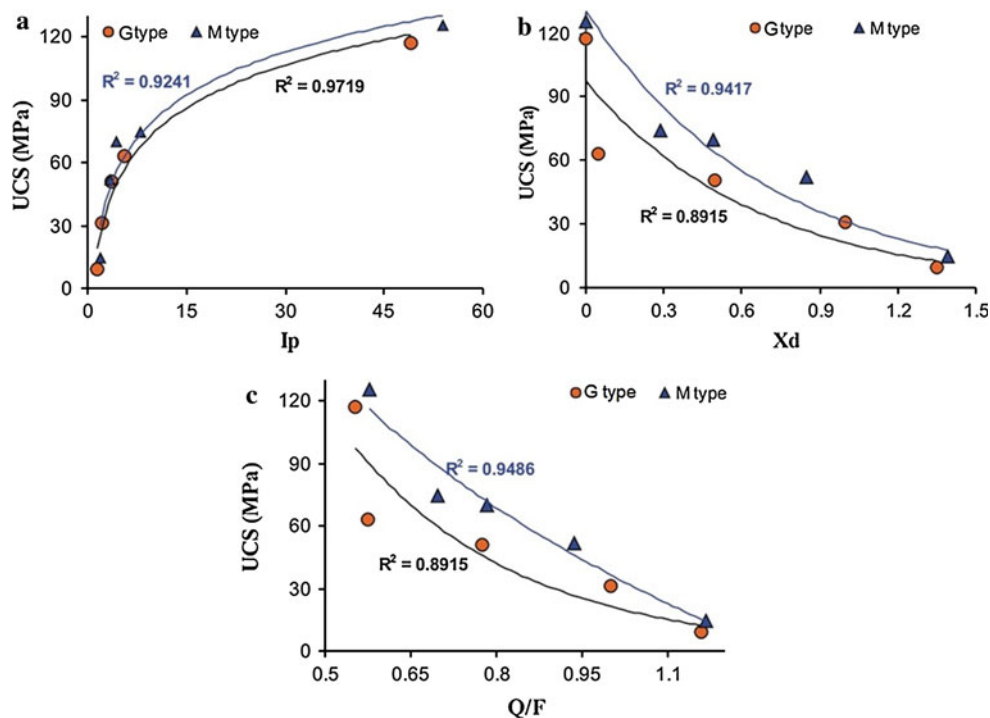 a
G type M type
120
90
60
30
0
UCS (MPa)
R² = 0.9241
R² = 0.9719
0 15 30 45 60
Ip
b
G type M type
120
90
60
30
0
UCS (MPa)
R² = 0.9417
R² = 0.8915
0 0.3 0.6 0.9 1.2 1.5
Xd
c
G type M type
120
90
60
30
0
UCS (MPa)
R² = 0.9486
R² = 0.8915
0.5 0.65 0.8 0.95 1.1
Q/F